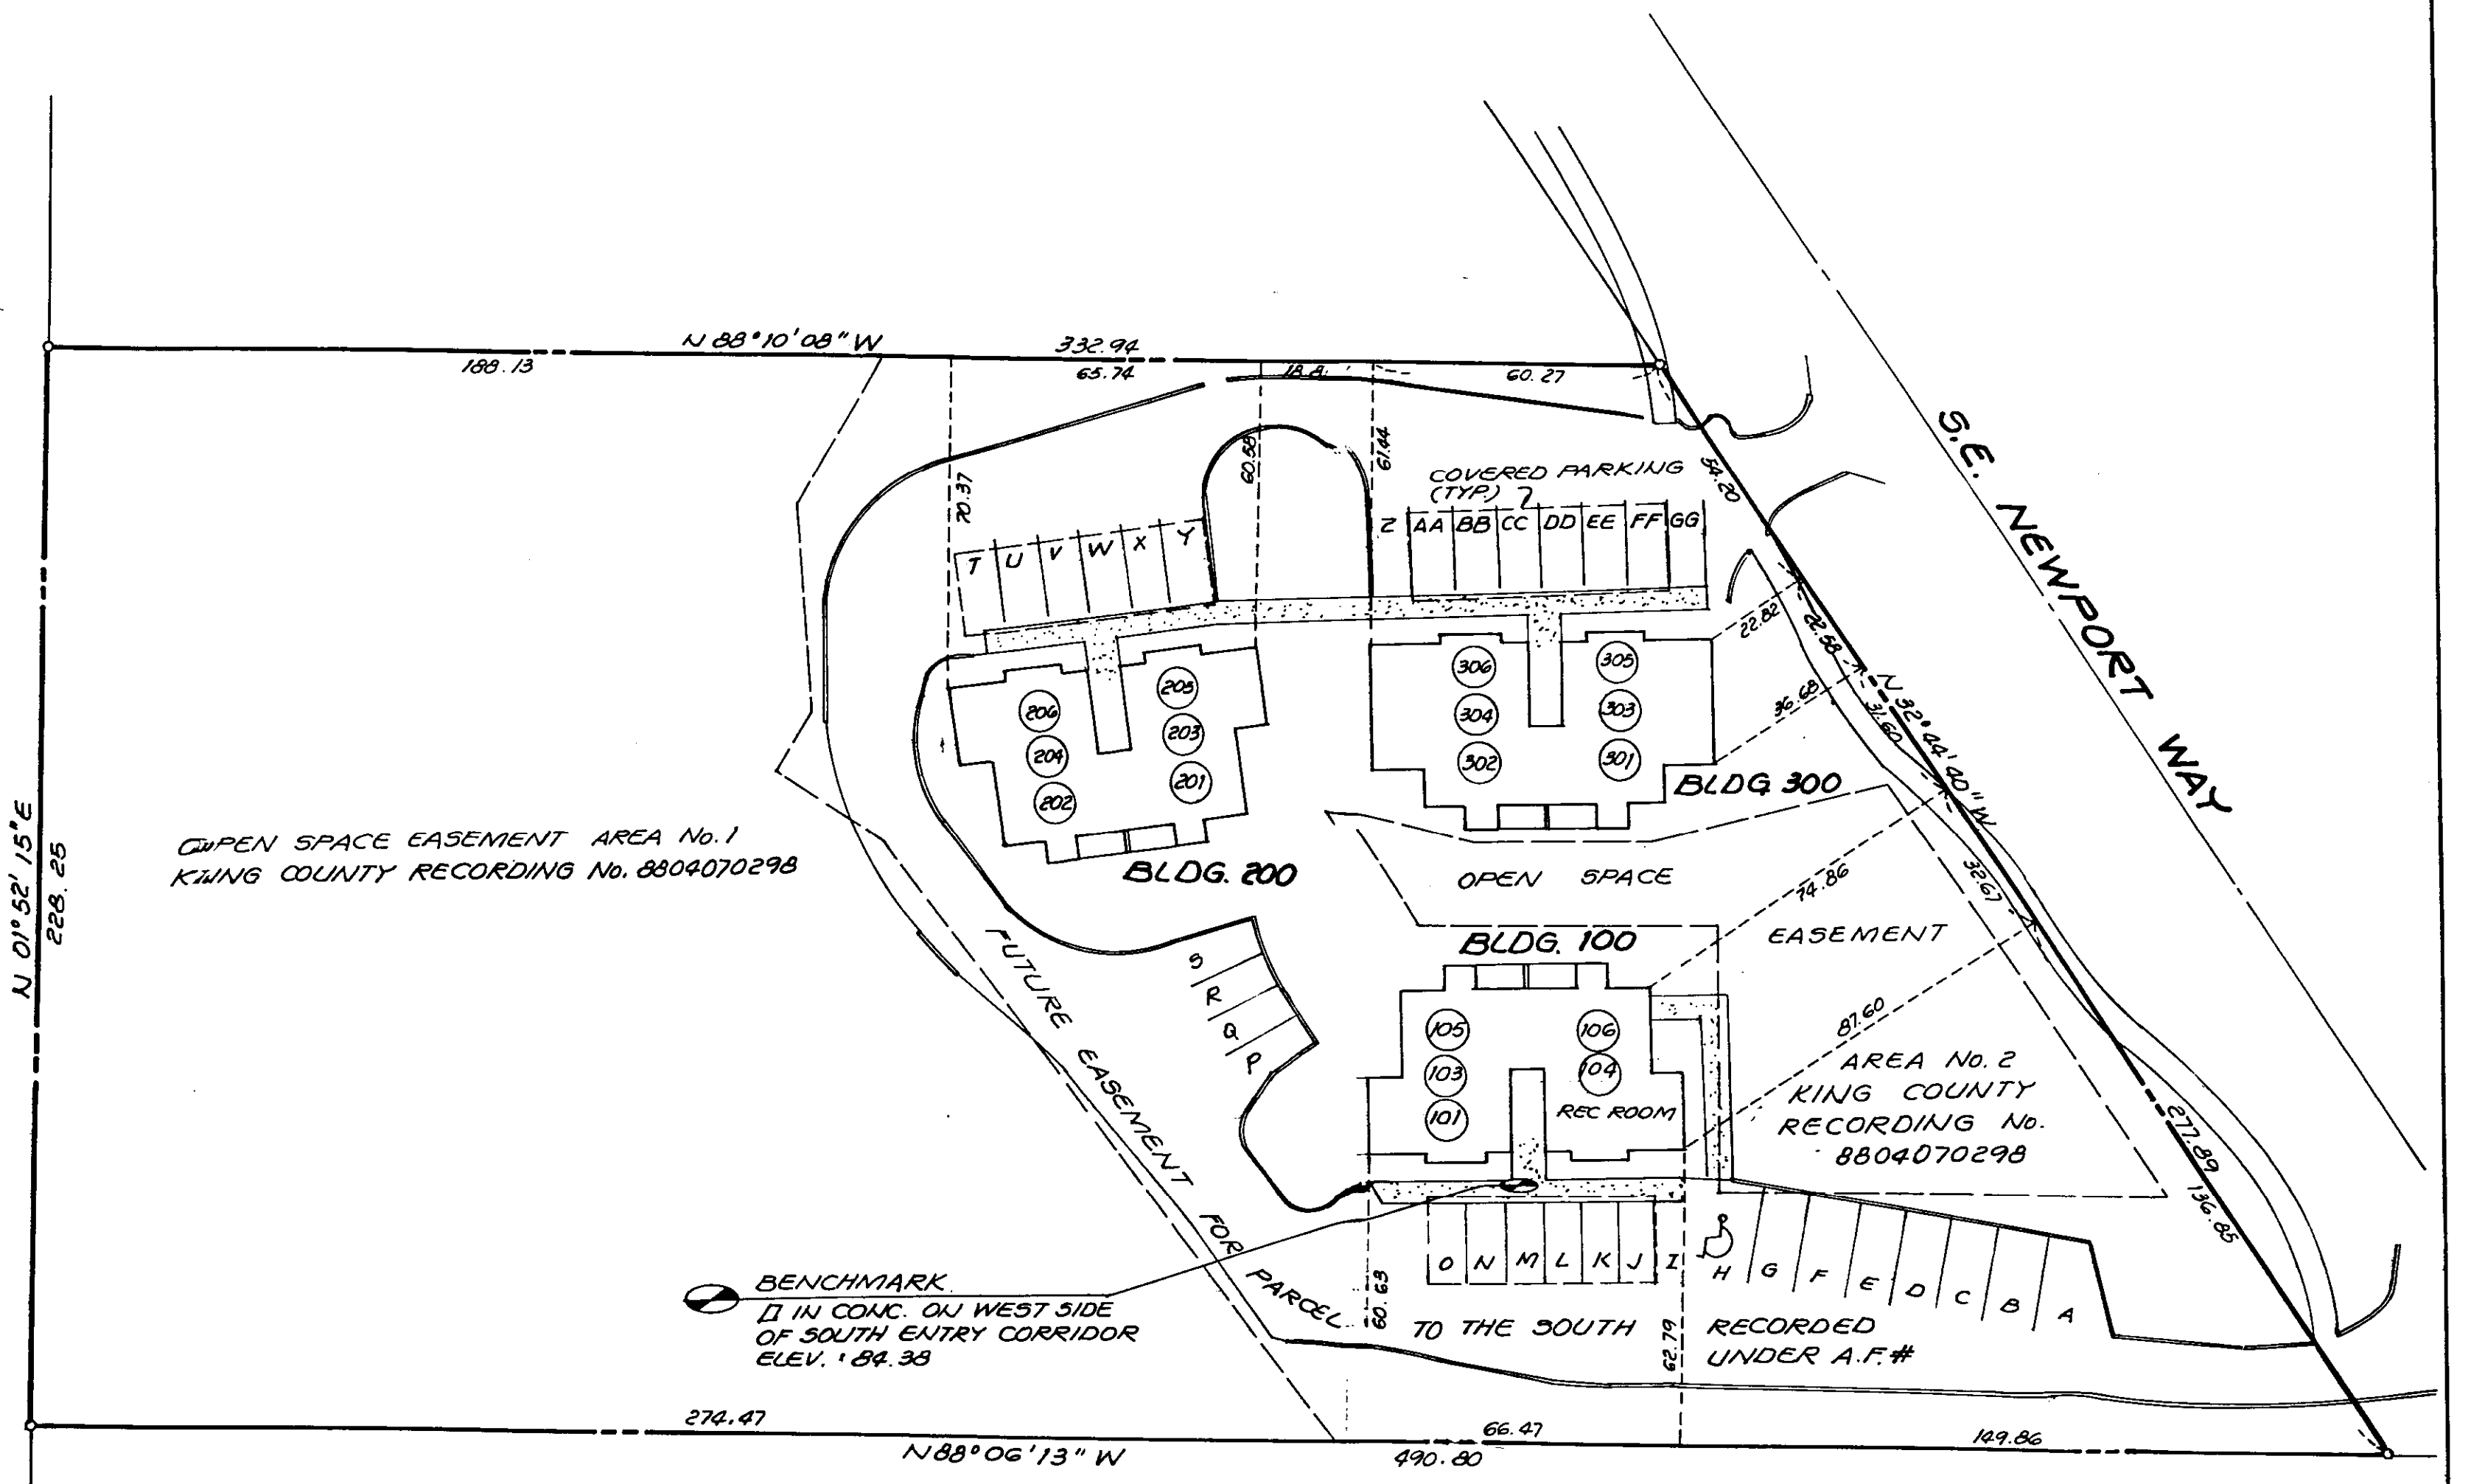 N 88°10'08" W
332.94
188.13
65.74
18.8
60.27
S.E. NEWPORT WAY
70.37
60.58
61.44
COVERED PARKING
(TYP.)
54.20
T U V W X Y
Z AA BB CC DD EE FF GG
22.82
22.58
36.68
31.60
N 32°44'40" W
206 205
204 203
202 201
306 305
304 303
302 301
BLDG 300
BLDG. 200
N 01°52'15" E
228.25
OPEN SPACE EASEMENT AREA No. 1
KING COUNTY RECORDING No. 8804070298
OPEN SPACE
EASEMENT
74.86
32.67
87.60
AREA No. 2
KING COUNTY
RECORDING No.
8804070298
277.89
136.85
BLDG. 100
105 106
103 104
101 REC ROOM
S
R
Q
P
FUTURE EASEMENT FOR PARCEL TO THE SOUTH RECORDED
UNDER A.F.#
O N M L K J I H G F E D C B A
60.63
62.79
BENCHMARK
□ IN CONC. ON WEST SIDE
OF SOUTH ENTRY CORRIDOR
ELEV. 84.38
274.47
66.47
149.86
N88°06'13" W
490.80